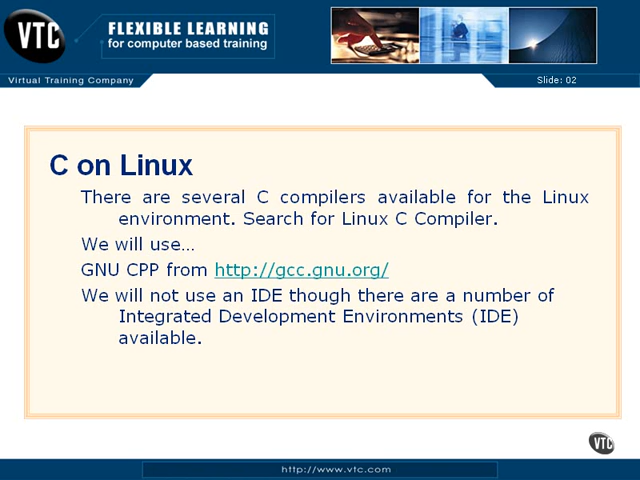 VTC
FLEXIBLE LEARNING
for computer based training
Virtual Training Company
Slide: 02
C on Linux
There are several C compilers available for the Linux
environment. Search for Linux C Compiler.
We will use…
GNU CPP from http://gcc.gnu.org/
We will not use an IDE though there are a number of
Integrated Development Environments (IDE)
available.
VTC
http://www.vtc.com